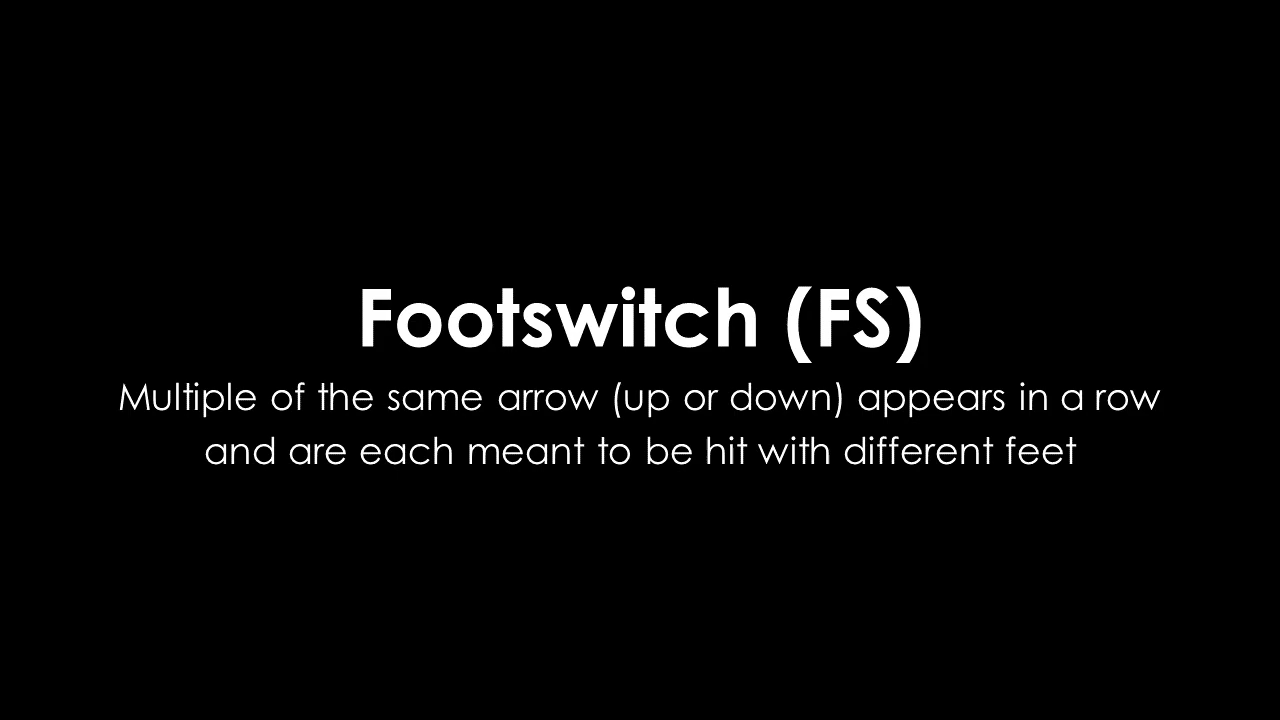 Footswitch (FS)
Multiple of the same arrow (up or down) appears in a row
and are each meant to be hit with different feet